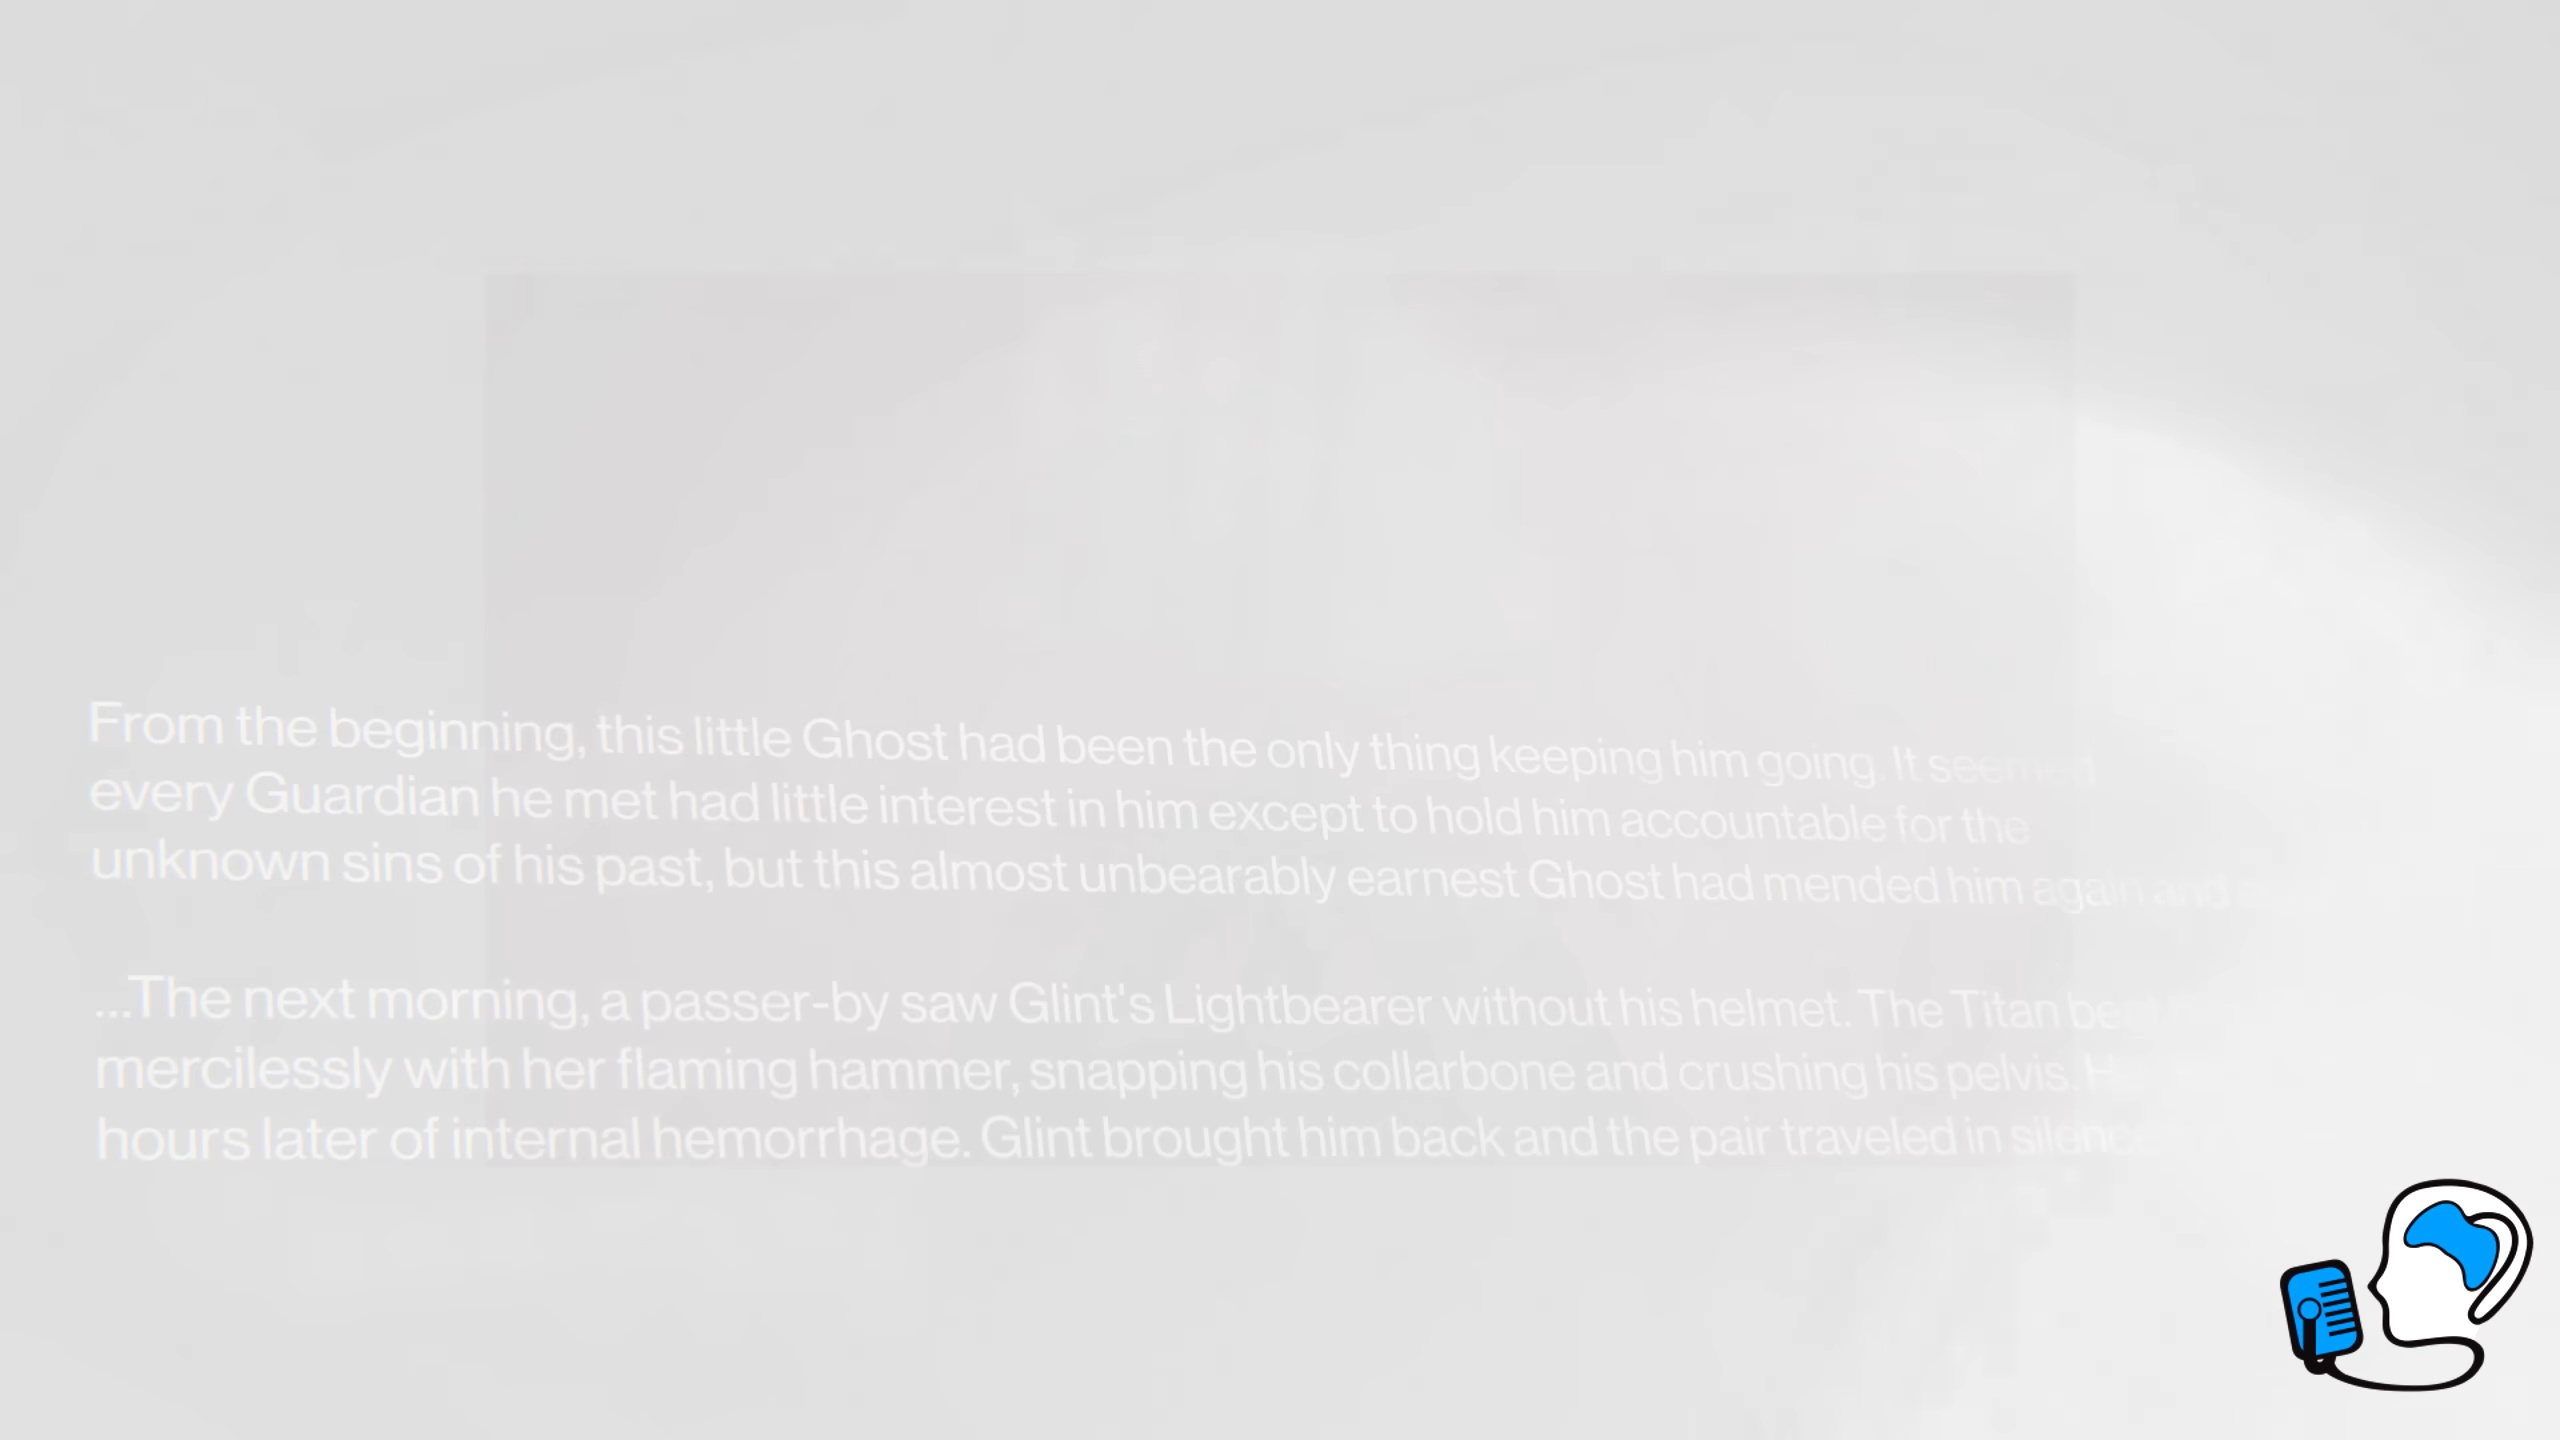 From the beginning, this little Ghost had been the only thing keeping him going. It seemed
every Guardian he met had little interest in him except to hold him accountable for the
unknown sins of his past, but this almost unbearably earnest Ghost had mended him again and
...The next morning, a passer-by saw Glint's Lightbearer without his helmet. The Titan
mercilessly with her flaming hammer, snapping his collarbone and crushing his pelvis.
hours later of internal hemorrhage. Glint brought him back and the pair traveled in silence